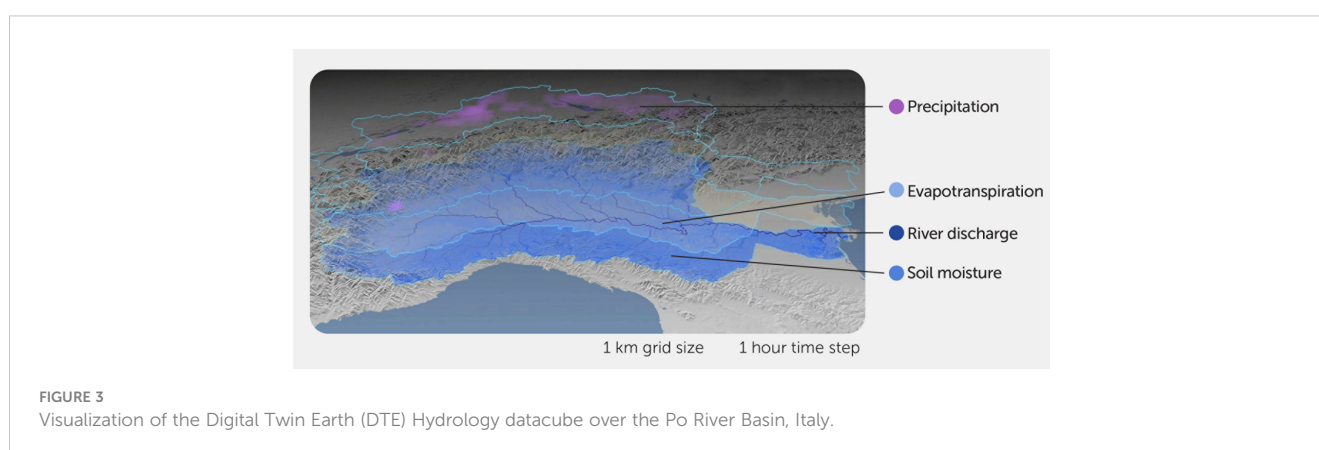 Precipitation
Evapotranspiration
River discharge
Soil moisture
1 km grid size 1 hour time step
FIGURE 3
Visualization of the Digital Twin Earth (DTE) Hydrology datacube over the Po River Basin, Italy.